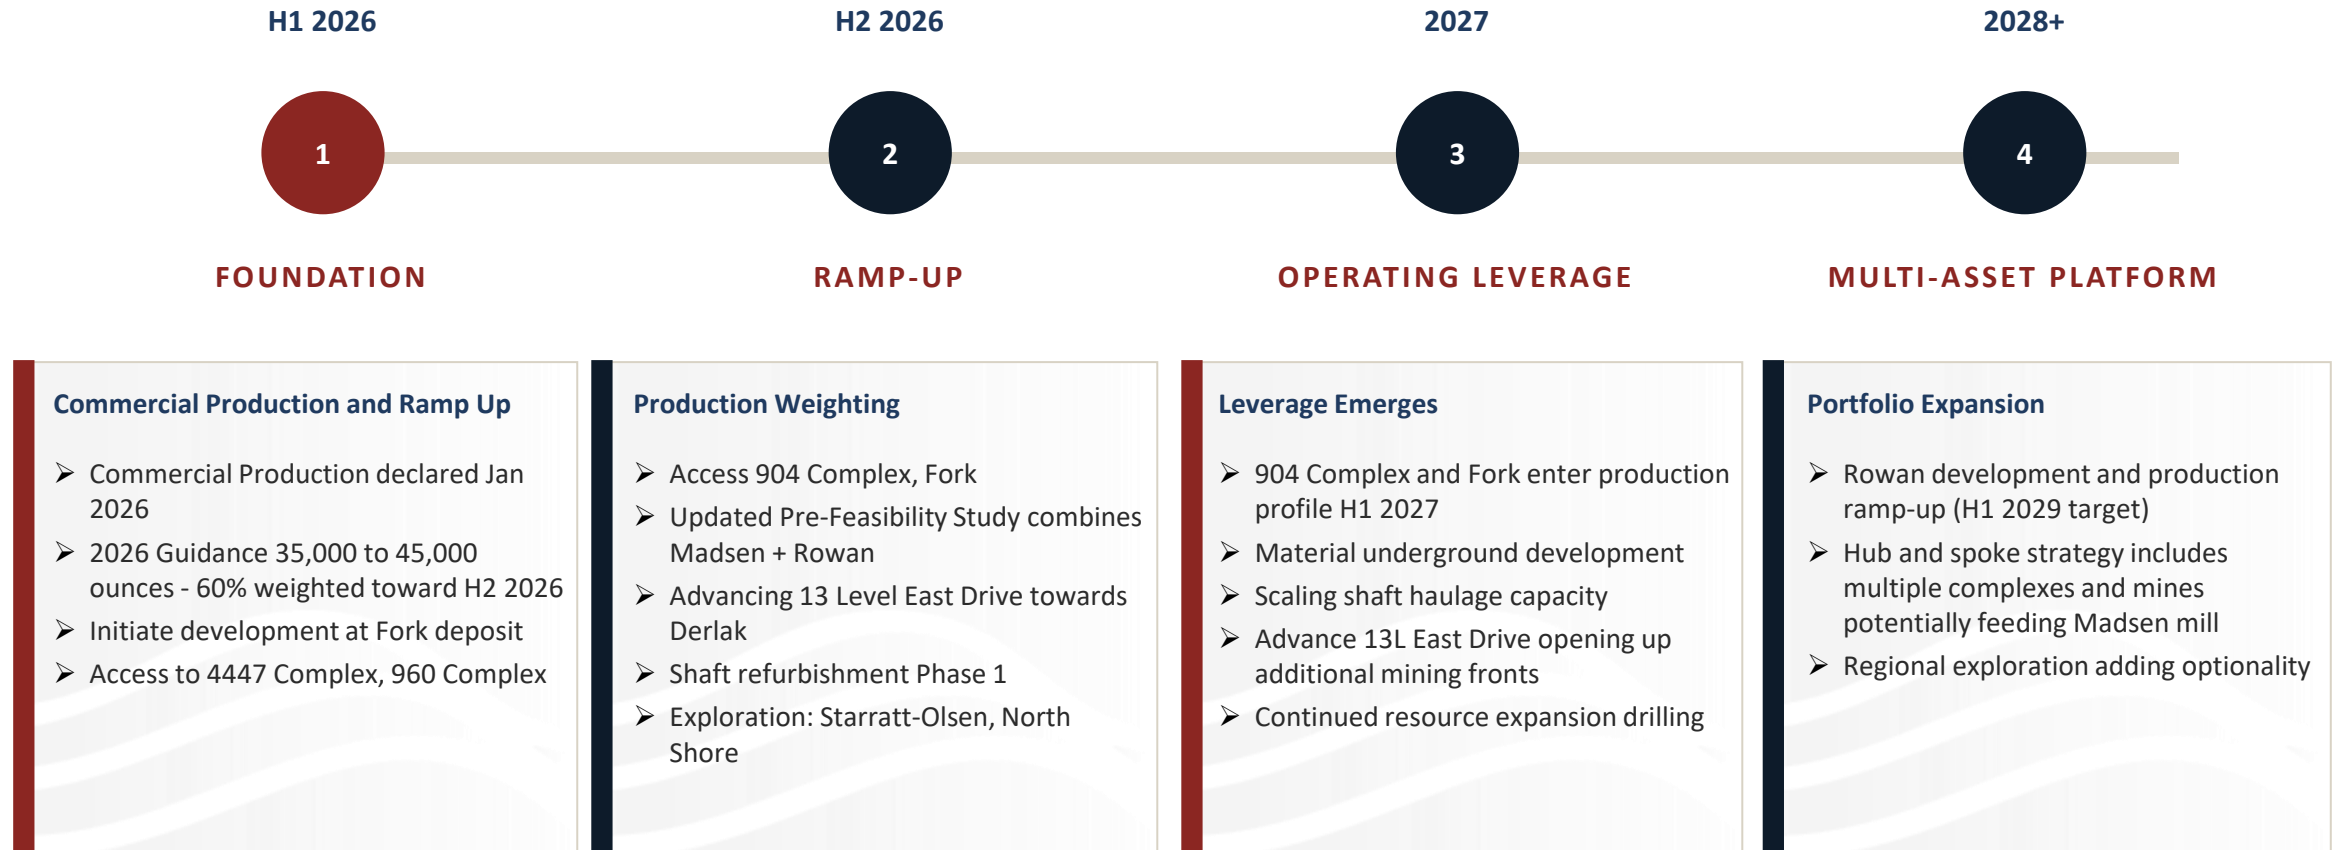 H1 2026
H2 2026
2027
2028+
1
2
3
4
FOUNDATION
RAMP-UP
OPERATING LEVERAGE
MULTI-ASSET PLATFORM
Commercial Production and Ramp Up
➢ Commercial Production declared Jan
2026
➢ 2026 Guidance 35,000 to 45,000
ounces - 60% weighted toward H2 2026
➢ Initiate development at Fork deposit
➢ Access to 4447 Complex, 960 Complex
Production Weighting
➢ Access 904 Complex, Fork
➢ Updated Pre-Feasibility Study combines
Madsen + Rowan
➢ Advancing 13 Level East Drive towards
Derlak
➢ Shaft refurbishment Phase 1
➢ Exploration: Starratt-Olsen, North
Shore
Leverage Emerges
➢ 904 Complex and Fork enter production
profile H1 2027
➢ Material underground development
➢ Scaling shaft haulage capacity
➢ Advance 13L East Drive opening up
additional mining fronts
➢ Continued resource expansion drilling
Portfolio Expansion
➢ Rowan development and production
ramp-up (H1 2029 target)
➢ Hub and spoke strategy includes
multiple complexes and mines
potentially feeding Madsen mill
➢ Regional exploration adding optionality